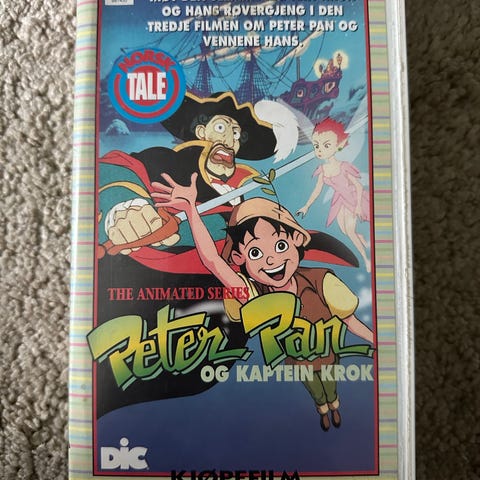 OG HANS RØVERGJENG I DEN
TREDJE FILMEN OM PETER PAN OG
VENNENE HANS.
NORSK
TALE
THE ANIMATED SERIES
Peter Pan
OG KAPTEIN KROK
DIC
KJØPEFILM